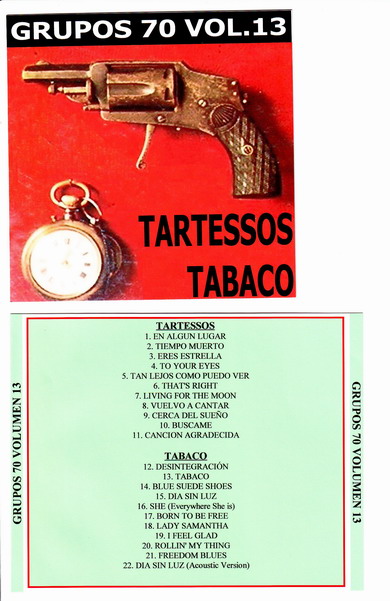 GRUPOS 70 VOL.13
TARTESSOS
TABACO
TARTESSOS
1. EN ALGUN LUGAR
2. TIEMPO MUERTO
3. ERES ESTRELLA
4. TO YOUR EYES
5. TAN LEJOS COMO PUEDO VER
6. THAT'S RIGHT
7. LIVING FOR THE MOON
8. VUELVO A CANTAR
9. CERCA DEL SUEÑO
10. BUSCAME
11. CANCION AGRADECIDA
TABACO
12. DESINTEGRACIÓN
13. TABACO
14. BLUE SUEDE SHOES
15. DIA SIN LUZ
16. SHE (Everywhere She is)
17. BORN TO BE FREE
18. LADY SAMANTHA
19. I FEEL GLAD
20. ROLLIN' MY THING
21. FREEDOM BLUES
22. DIA SIN LUZ (Acoustic Version)
GRUPOS 70 VOLUMEN 13
GRUPOS 70 VOLUMEN 13